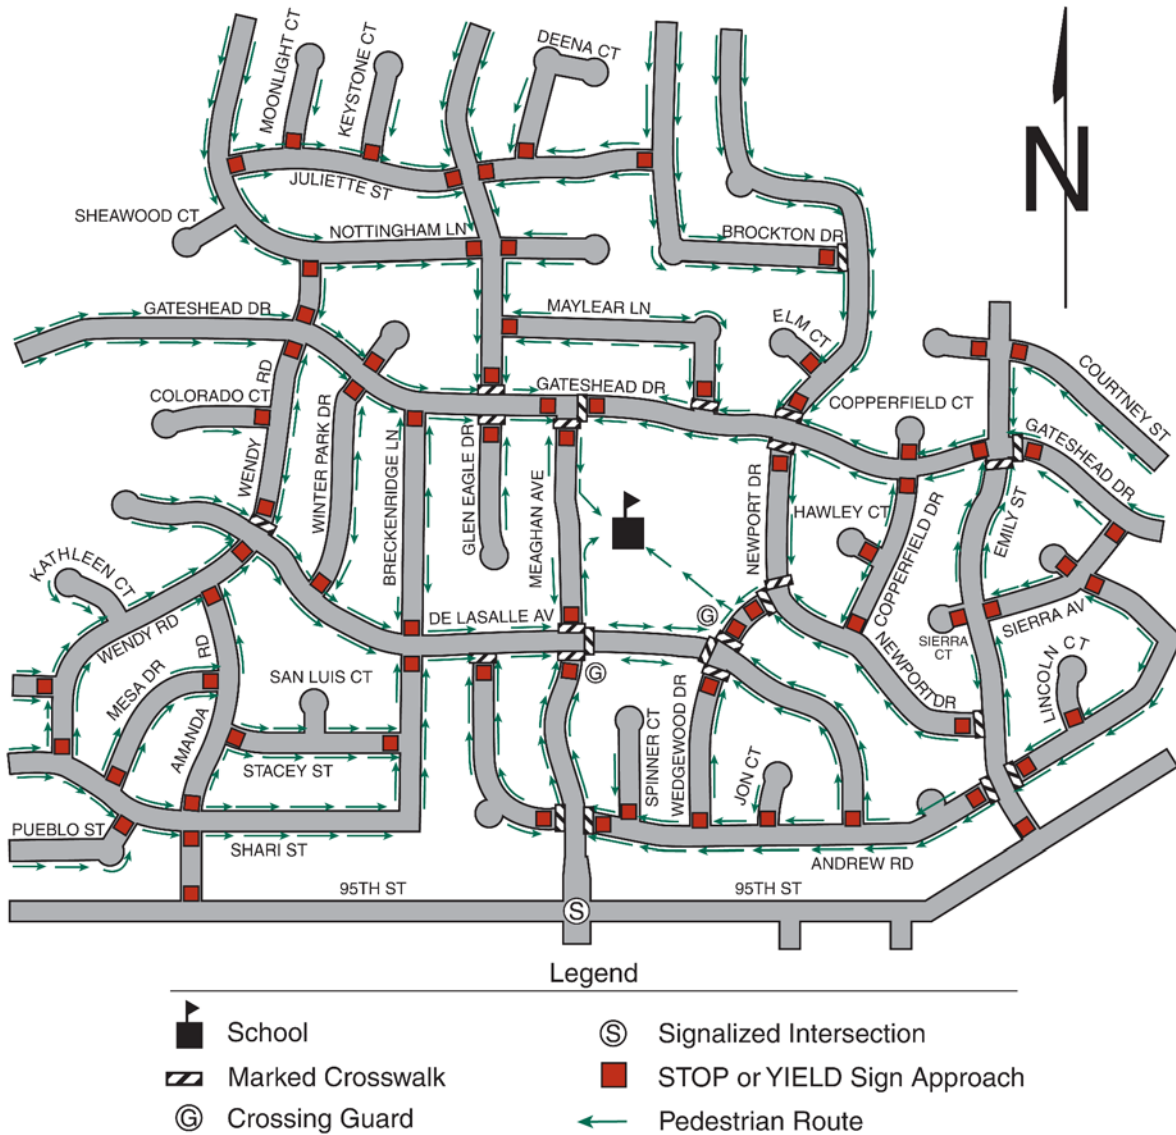 MOONLIGHT CT
KEYSTONE CT
DEENA CT
JULIETTE ST
SHEAWOOD CT
NOTTINGHAM LN
BROCKTON DR
N
GATESHEAD DR
MAYLEAR LN
ELM CT
COURTNEY ST
COLORADO CT
WENDY RD
WINTER PARK DR
BRECKENRIDGE LN
GATESHEAD DR
COPPERFIELD CT
GATESHEAD DR
GLEN EAGLE DR
MEAGHAN AVE
NEWPORT DR
HAWLEY CT
COPPERFIELD DR
EMILY ST
KATHLEEN CT
WENDY RD
DE LASALLE AV
G
SIERRA AV
SIERRA
CT
NEWPORT DR
LINCOLN CT
MESA DR
AMANDA RD
SAN LUIS CT
G
SPINNER CT
WEDGEWOOD DR
JON CT
STACEY ST
PUEBLO ST
SHARI ST
ANDREW RD
95TH ST
95TH ST
S
Legend
School
S Signalized Intersection
Marked Crosswalk
STOP or YIELD Sign Approach
G Crossing Guard
Pedestrian Route